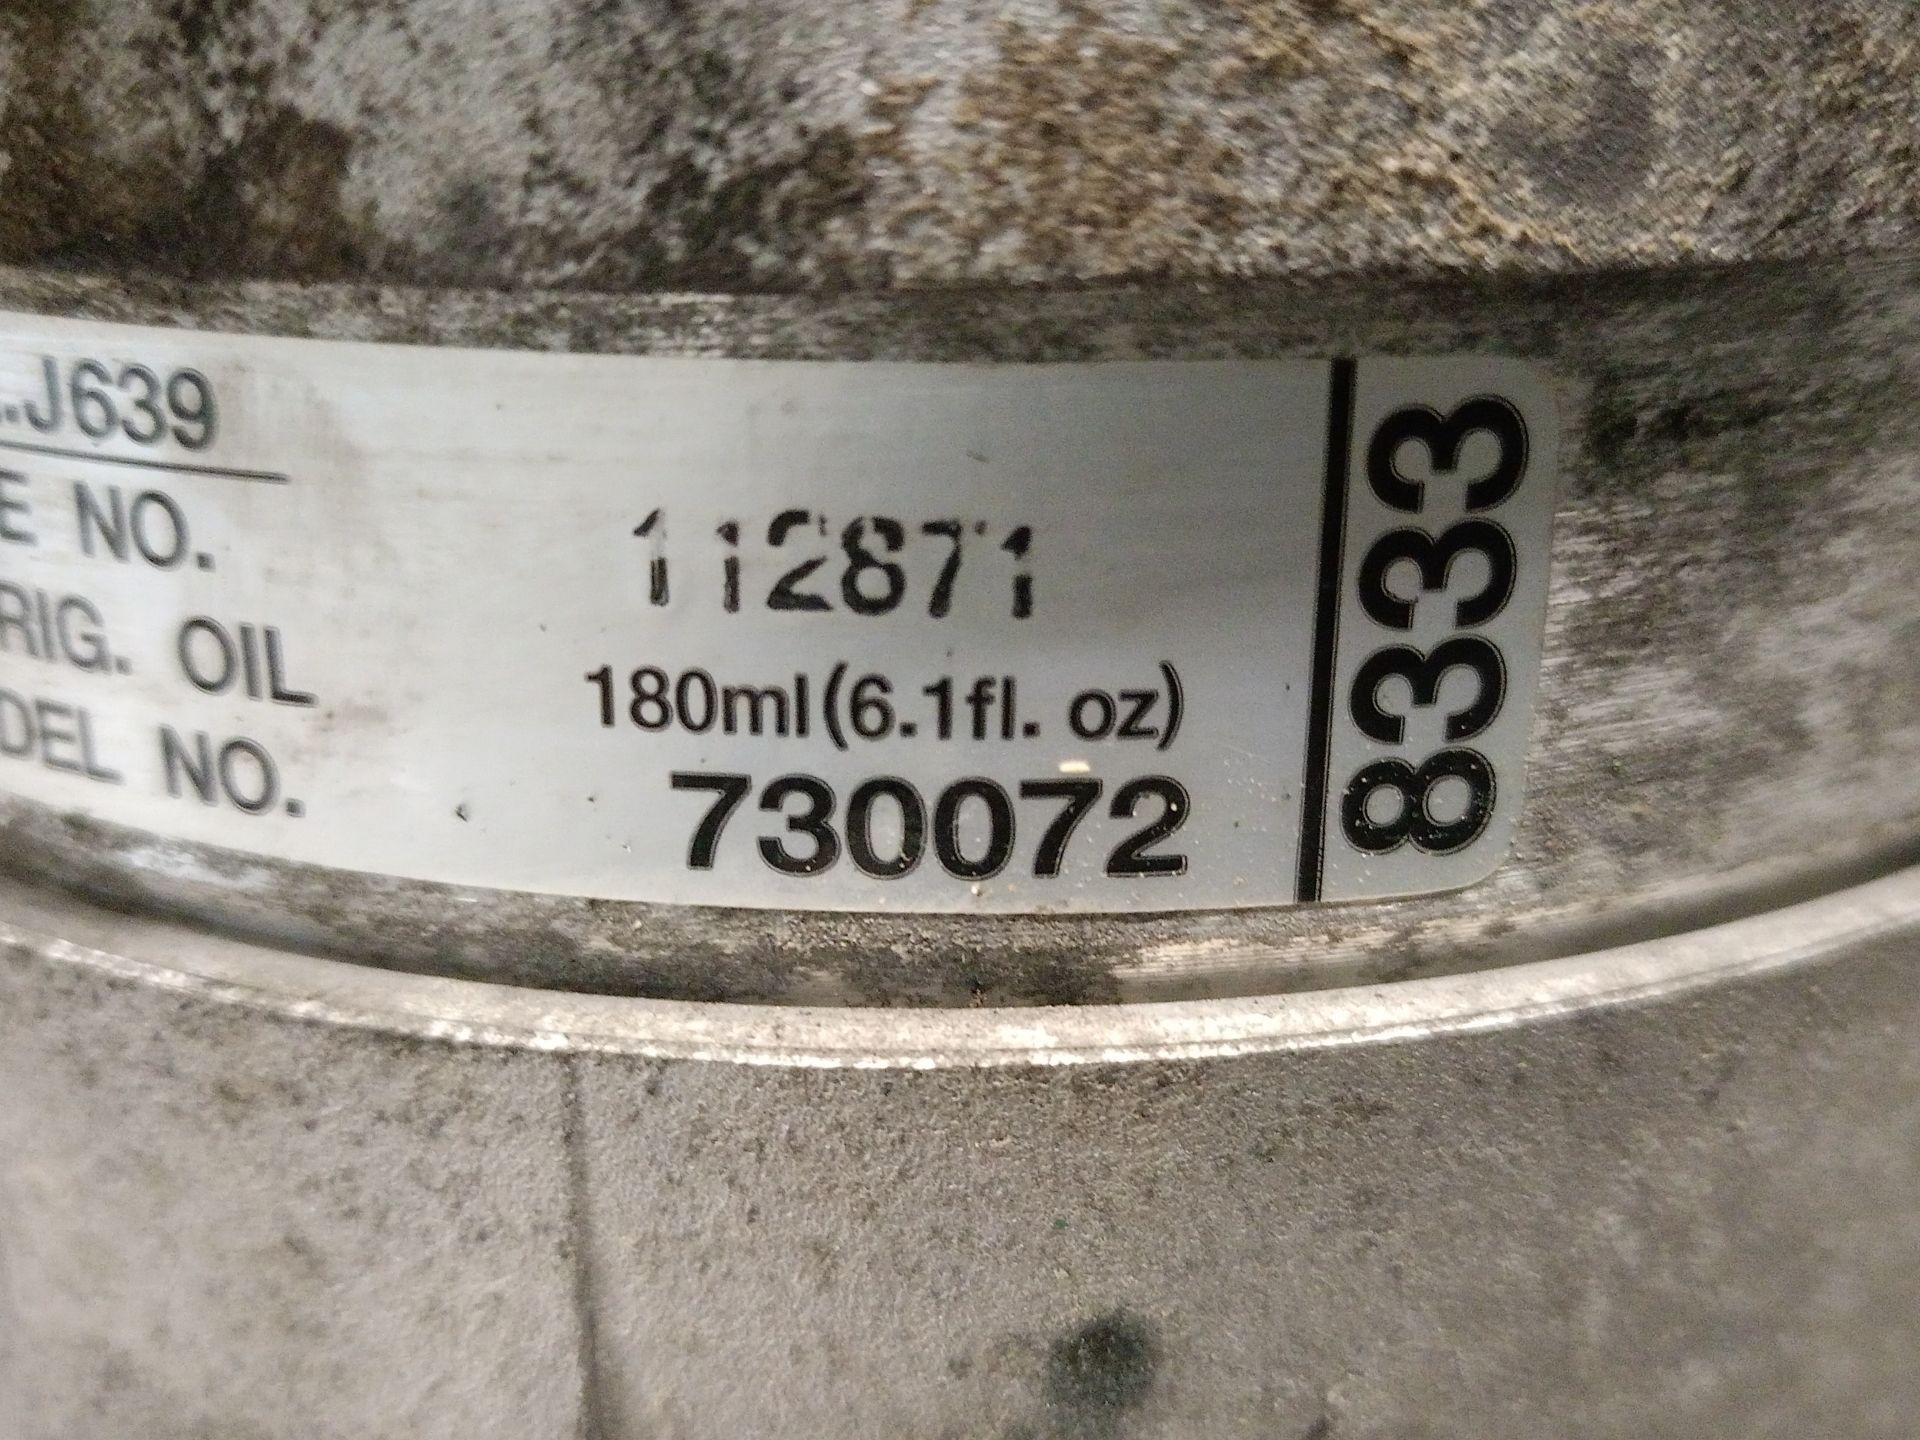 .J639
E NO. 112871
RIG. OIL 180ml(6.1fl. oz)
DEL NO. 730072
8333